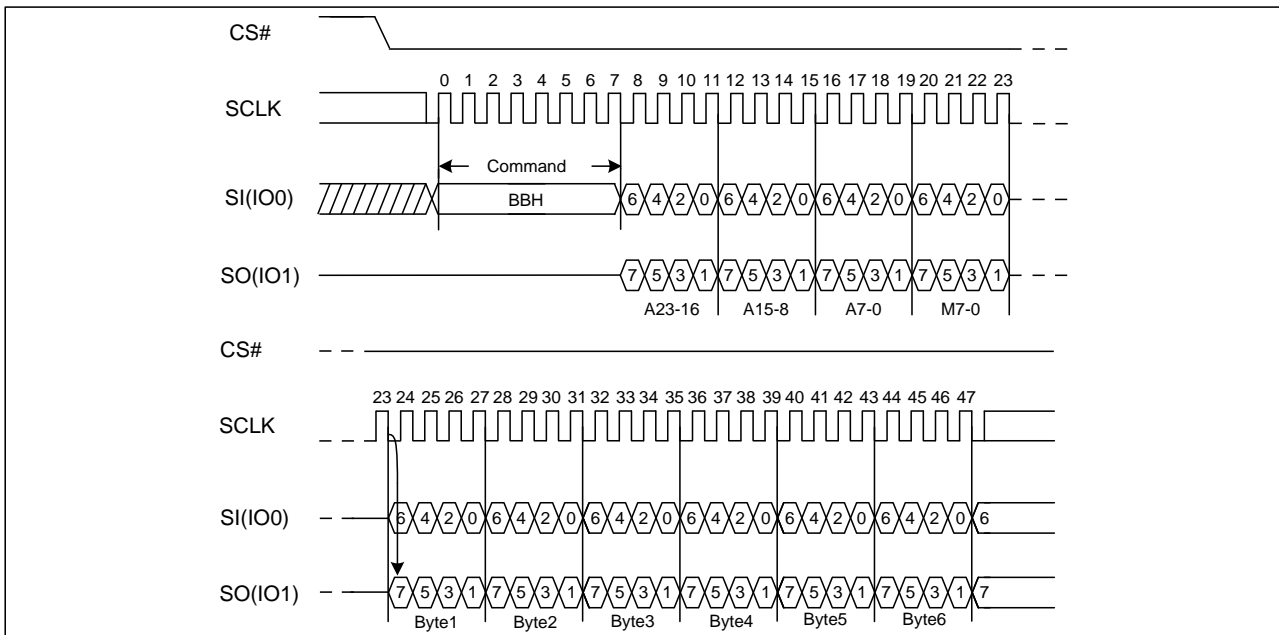 CS#
0 1 2 3 4 5 6 7 8 9 10 11 12 13 14 15 16 17 18 19 20 21 22 23
SCLK
Command
SI(IO0) BBH 6 4 2 0 6 4 2 0 6 4 2 0 6 4 2 0
SO(IO1) 7 5 3 1 7 5 3 1 7 5 3 1 7 5 3 1
A23-16 A15-8 A7-0 M7-0
CS#
23 24 25 26 27 28 29 30 31 32 33 34 35 36 37 38 39 40 41 42 43 44 45 46 47
SCLK
SI(IO0) 6 4 2 0 6 4 2 0 6 4 2 0 6 4 2 0 6 4 2 0 6 4 2 0 6
SO(IO1) 7 5 3 1 7 5 3 1 7 5 3 1 7 5 3 1 7 5 3 1 7 5 3 1 7
Byte1 Byte2 Byte3 Byte4 Byte5 Byte6